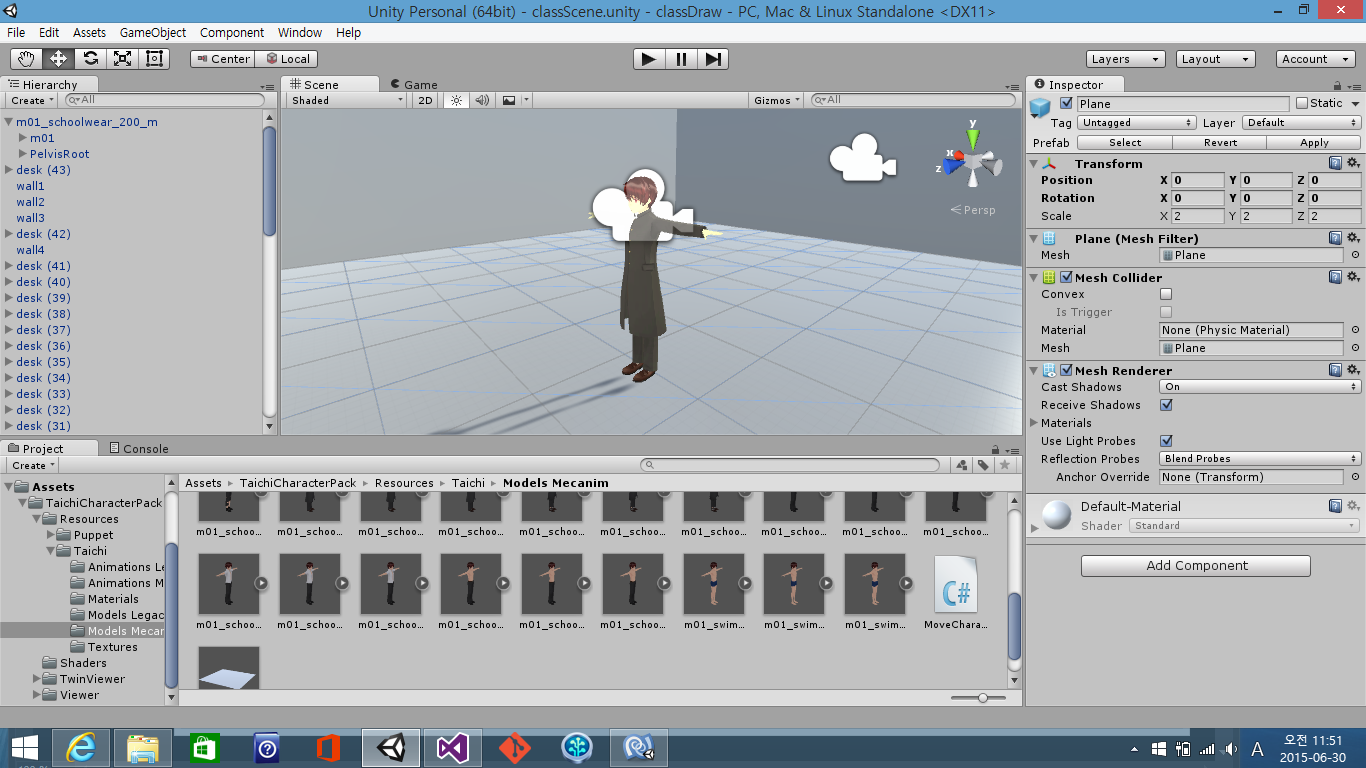 Unity Personal (64bit) - classScene.unity - classDraw - PC, Mac & Linux Standalone <DX11>
File Edit Assets GameObject Component Window Help
Center Local Layers Layout Account
Hierarchy
Create All
m01_schoolwear_200_m
m01
PelvisRoot
desk (43)
wall1
wall2
wall3
desk (42)
wall4
desk (41)
desk (40)
desk (39)
desk (38)
desk (37)
desk (36)
desk (35)
desk (34)
desk (33)
desk (32)
desk (31)
Scene Game
Shaded 2D Gizmos All
y
x
z
Persp
Inspector
Plane Static
Tag Untagged Layer Default
Prefab Select Revert Apply
Transform
Position X 0 Y 0 Z 0
Rotation X 0 Y 0 Z 0
Scale X 2 Y 2 Z 2
Plane (Mesh Filter)
Mesh Plane
Mesh Collider
Convex
Is Trigger
Material None (Physic Material)
Mesh Plane
Mesh Renderer
Cast Shadows On
Receive Shadows
Materials
Use Light Probes
Reflection Probes Blend Probes
Anchor Override None (Transform)
Default-Material
Shader Standard
Add Component
Project Console
Create
Assets
TaichiCharacterPack
Resources
Puppet
Taichi
Animations Le
Animations M
Materials
Models Legac
Models Mecan
Textures
Shaders
TwinViewer
Viewer
Assets TaichiCharacterPack Resources Taichi Models Mecanim
m01_schoo... m01_schoo... m01_schoo... m01_schoo... m01_schoo... m01_schoo... m01_schoo... m01_schoo... m01_schoo... m01_schoo...
C#
m01_schoo... m01_schoo... m01_schoo... m01_schoo... m01_schoo... m01_schoo... m01_swim... m01_swim... m01_swim... MoveChara...
A
오전 11:51
2015-06-30